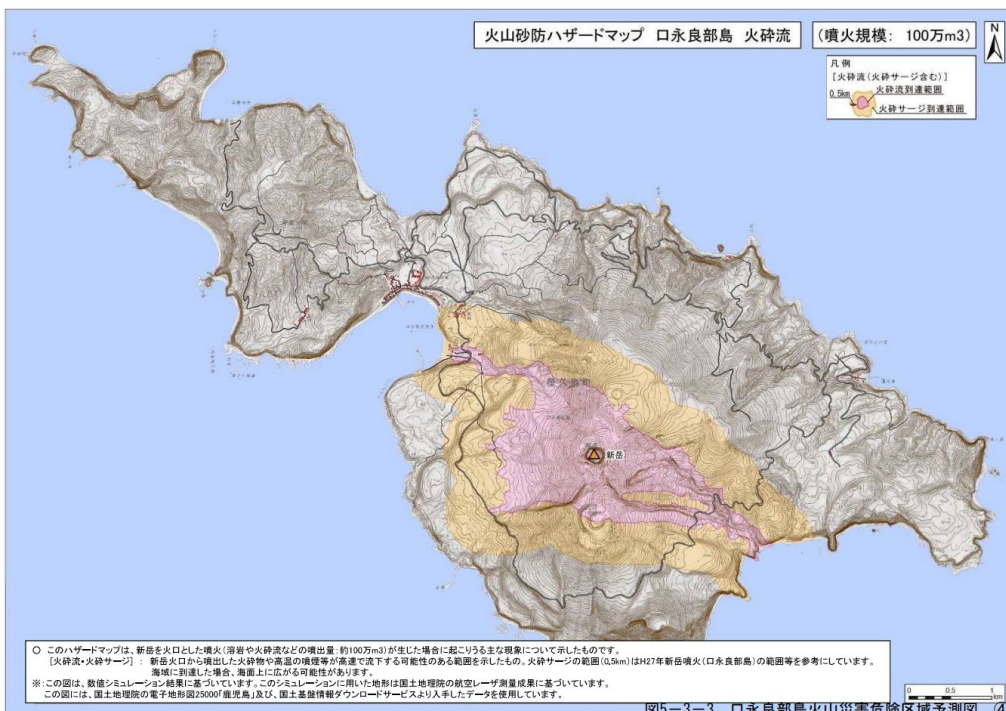 火山砂防ハザードマップ 口永良部島 火砕流 (噴火規模: 100万m3)
N
凡例
[火砕流(火砕サージ含む)]
0.5km
火砕流到達範囲
火砕サージ到達範囲
屋久島町
新岳
○ このハザードマップは、新岳を火口とした噴火(溶岩や火砕流などの噴出量:約100万m3)が生じた場合に起こりうる主な現象について示したものです。
[火砕流・火砕サージ] : 新岳火口から噴出した火砕物や高温の噴煙等が高速で流下する可能性のある範囲を示したもの。火砕サージの範囲(0.5km)はH27年新岳噴火(口永良部島)の範囲等を参考にしています。
海域に到達した場合、海面上に広がる可能性があります。
※:この図は、数値シミュレーション結果に基づいています。このシミュレーションに用いた地形は国土地理院の航空レーザ測量成果に基づいています。
この図には、国土地理院の電子地形図25000「鹿児島」及び、国土基盤情報ダウンロードサービスより入手したデータを使用しています。
0 0.5 1
km
図5-3-3 口永良部島火山災害危険区域予測図